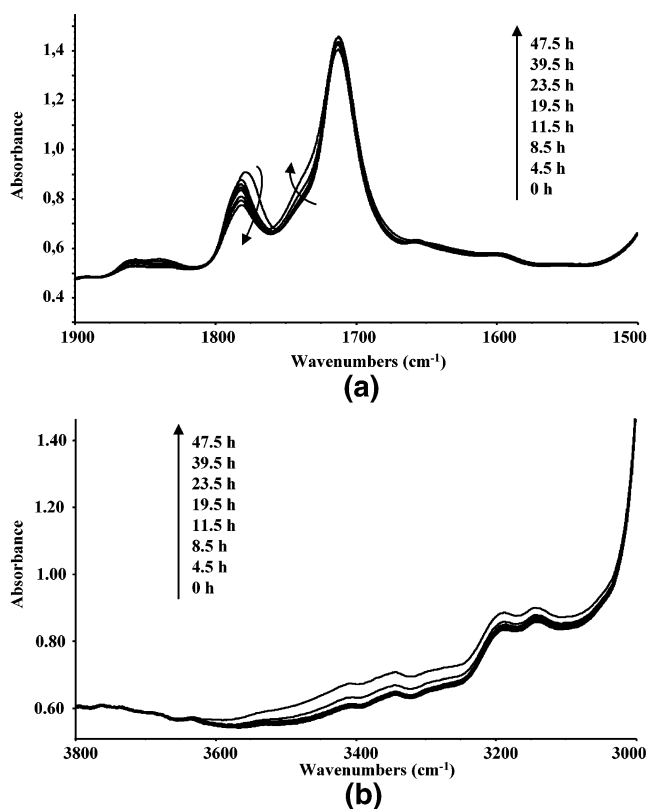 1,4
1,2
1,0
0,8
0,6
0.4
Absorbance
47.5 h
39.5 h
23.5 h
19.5 h
11.5 h
8.5 h
4.5 h
0 h
1900 1800 1700 1600 1500
Wavenumbers (cm-1)
(a)
1.40
1.20
1.00
0.80
0.60
Absorbance
47.5 h
39.5 h
23.5 h
19.5 h
11.5 h
8.5 h
4.5 h
0 h
3800 3600 3400 3200 3000
Wavenumbers (cm-1)
(b)